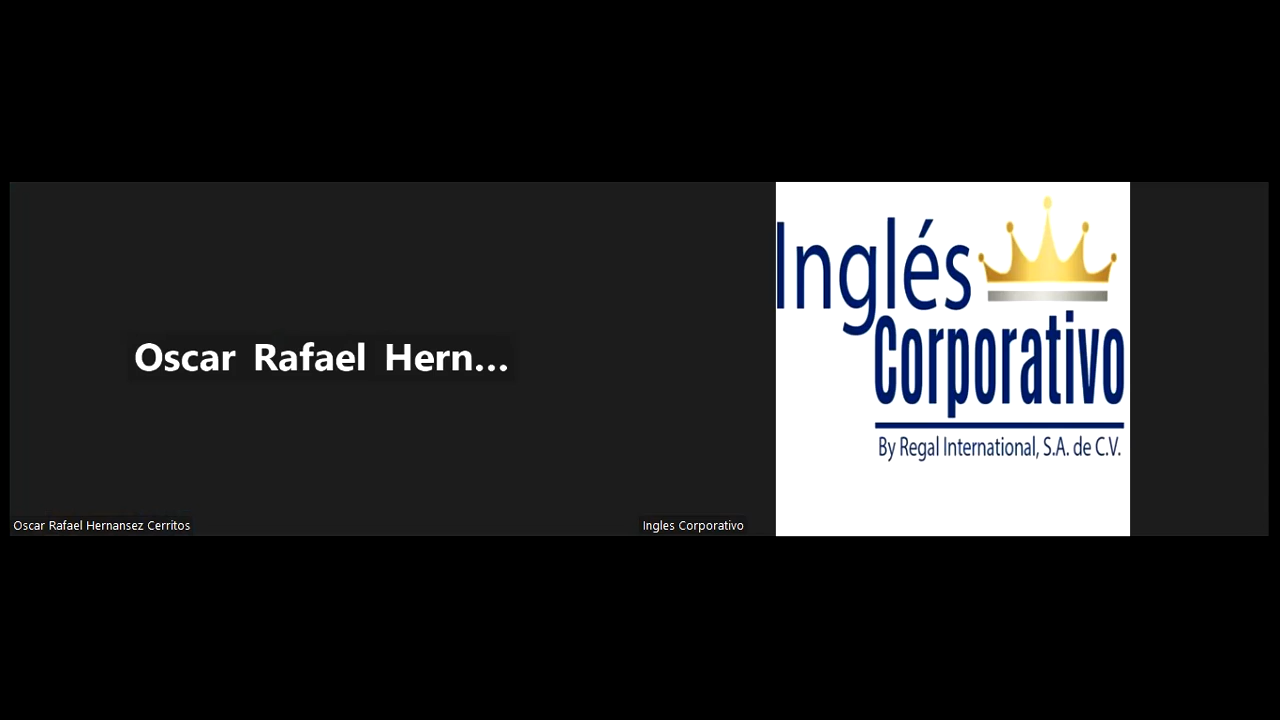 Oscar Rafael Hern...
Oscar Rafael Hernansez Cerritos
Inglés
Corporativo
By Regal International, S.A. de C.V.
Ingles Corporativo